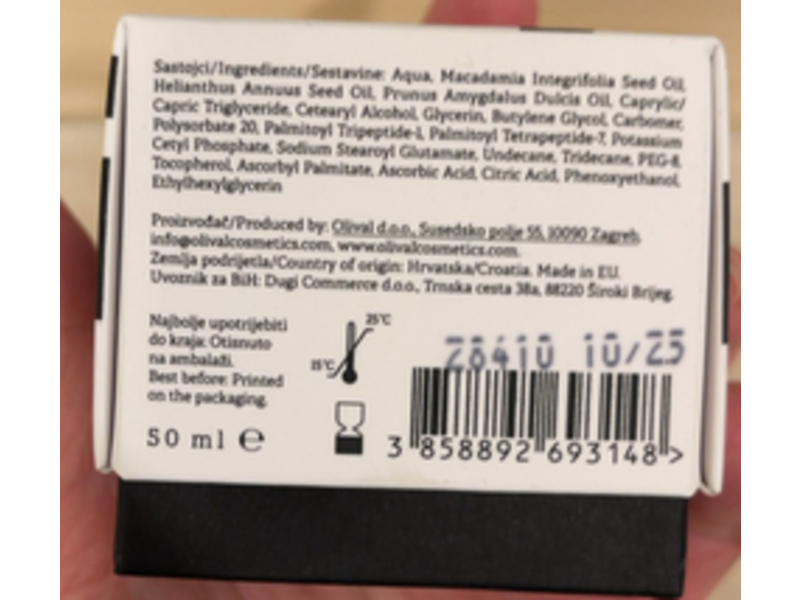 Sastojci/Ingredients/Sestavine: Aqua, Macadamia Integrifolia Seed Oil,
Helianthus Annuus Seed Oil, Prunus Amygdalus Dulcis Oil, Caprylic/
Capric Triglyceride, Cetearyl Alcohol, Glycerin, Butylene Glycol, Carbomer,
Polysorbate 20, Palmitoyl Tripeptide-1, Palmitoyl Tetrapeptide-7, Potassium
Cetyl Phosphate, Sodium Stearoyl Glutamate, Undecane, Tridecane, PEG-8,
Tocopherol, Ascorbyl Palmitate, Ascorbic Acid, Citric Acid, Phenoxyethanol,
Ethylhexylglycerin
Proizvođač/Produced by: Olival d.o.o., Susedsko polje 55, 10090 Zagreb,
info@olivalcosmetics.com, www.olivalcosmetics.com.
Zemlja podrijetla/Country of origin: Hrvatska/Croatia. Made in EU.
Uvoznik za BiH: Dugi Commerce d.o.o., Trnska cesta 38a, 88220 Široki Brijeg.
Najbolje upotrijebiti
do kraja: Otisnuto
na ambalaži.
Best before: Printed
on the packaging.
25°C
15°C
28410 10/25
50 ml e
3 858892 693148 >